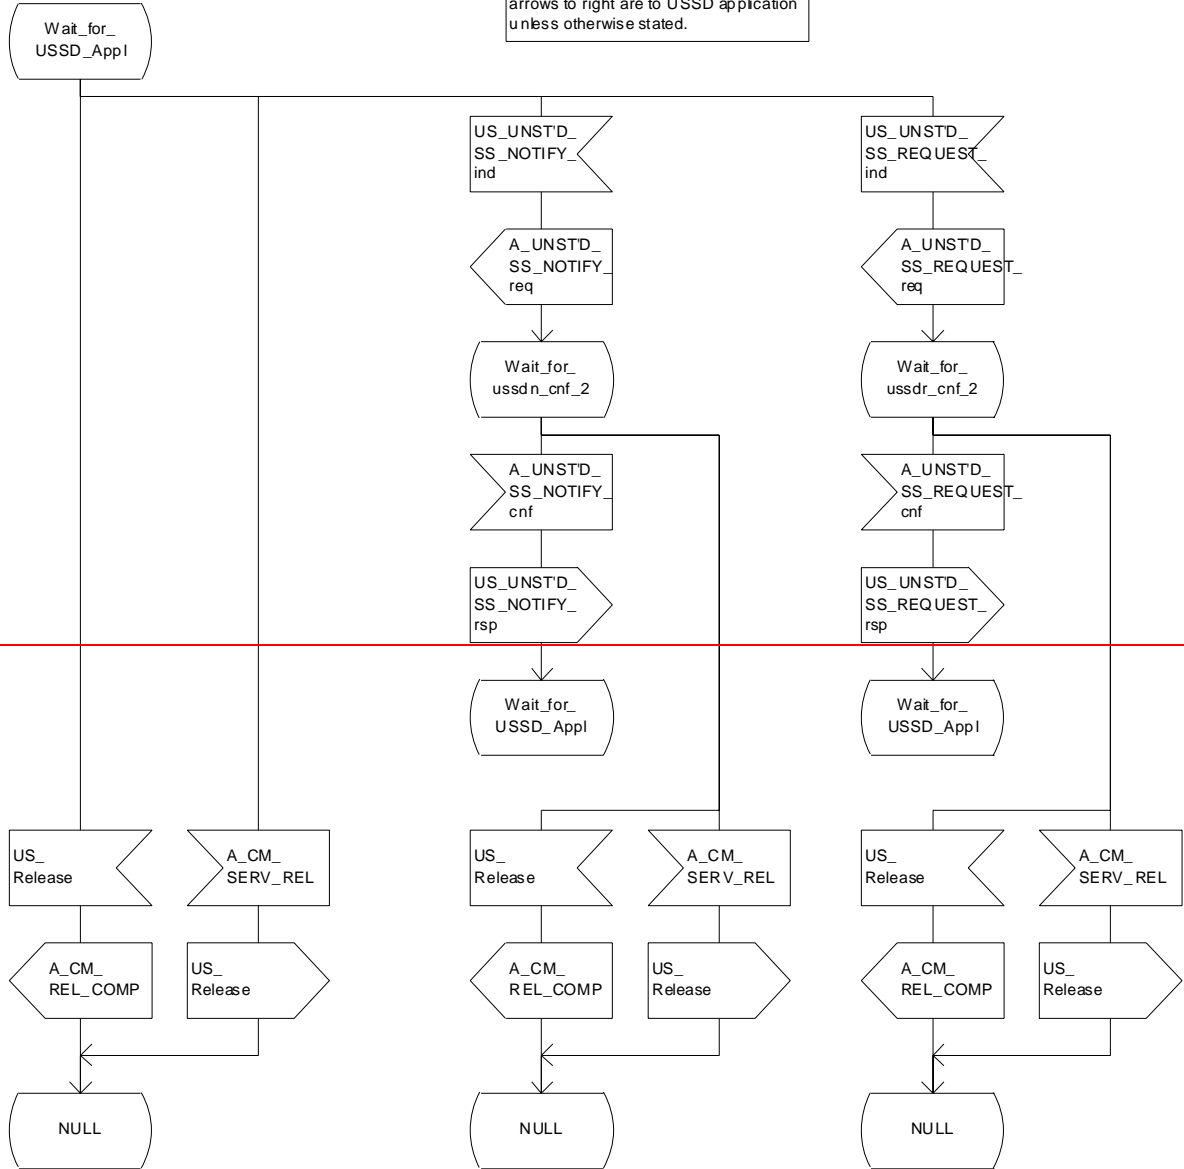 arrows to right are to USSD application
unless otherwise stated.
Wait_for_
USSD_Appl
US_UNST'D_
SS_NOTIFY_
ind
US_UNST'D_
SS_REQUEST_
ind
A_UNST'D_
SS_NOTIFY_
req
A_UNST'D_
SS_REQUEST_
req
Wait_for_
ussdn_cnf_2
Wait_for_
ussdr_cnf_2
A_UNST'D_
SS_NOTIFY_
cnf
A_UNST'D_
SS_REQUEST_
cnf
US_UNST'D_
SS_NOTIFY_
rsp
US_UNST'D_
SS_REQUEST_
rsp
Wait_for_
USSD_Appl
Wait_for_
USSD_Appl
US_
Release
A_CM_
SERV_REL
US_
Release
A_CM_
SERV_REL
US_
Release
A_CM_
SERV_REL
A_CM_
REL_COMP
US_
Release
A_CM_
REL_COMP
US_
Release
A_CM_
REL_COMP
US_
Release
NULL
NULL
NULL